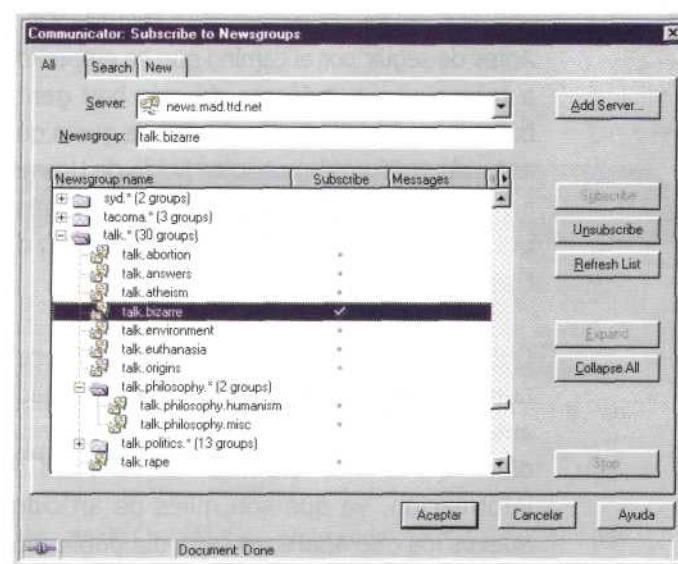 Communicator: Subscribe to Newsgroups
All Search New
Server: news.mad.ttd.net Add Server...
Newsgroup: talk.bizarre
Newsgroup name Subscribe Messages
syd.* (2 groups) Subscribe
tacoma.* (3 groups)
talk.* (30 groups) Unsubscribe
talk.abortion
talk.answers Refresh List
talk.atheism
talk.bizarre
talk.environment Expand
talk.euthanasia
talk.origins Collapse All
talk.philosophy.* (2 groups)
talk.philosophy.humanism
talk.philosophy.misc
talk.politics.* (13 groups)
talk.rape Stop
Aceptar Cancelar Ayuda
Document: Done